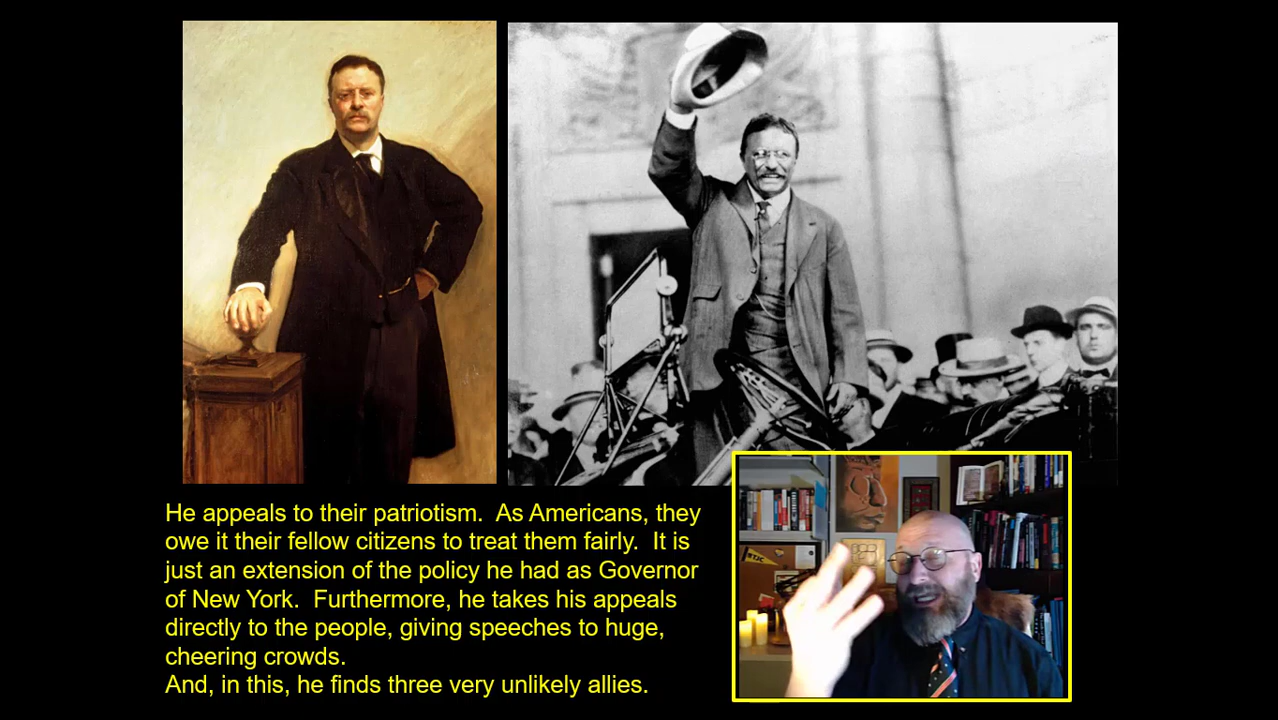 He appeals to their patriotism.  As Americans, they
owe it their fellow citizens to treat them fairly.  It is
just an extension of the policy he had as Governor
of New York.  Furthermore, he takes his appeals
directly to the people, giving speeches to huge,
cheering crowds.
And, in this, he finds three very unlikely allies.